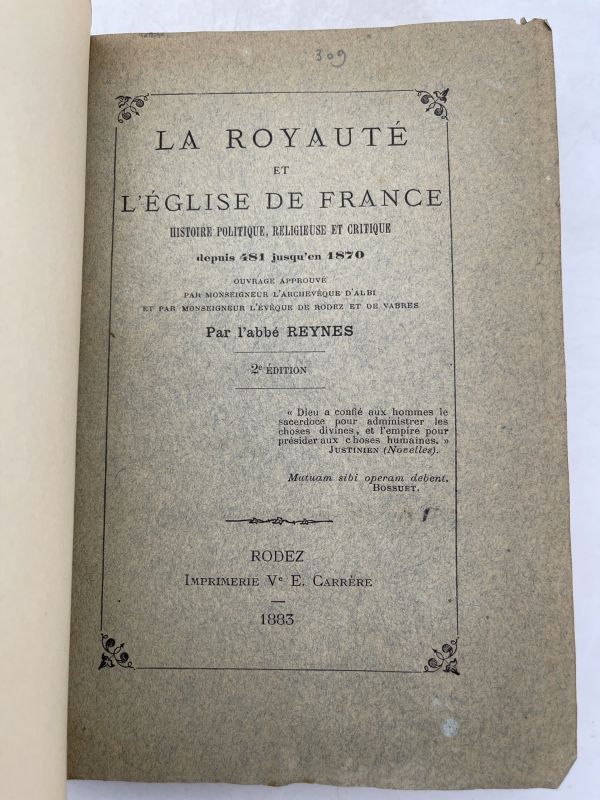 309
LA ROYAUTÉ
ET
L'ÉGLISE DE FRANCE
HISTOIRE POLITIQUE, RELIGIEUSE ET CRITIQUE
depuis 481 jusqu'en 1870
OUVRAGE APPROUVÉ
PAR MONSEIGNEUR L'ARCHEVÊQUE D'ALBI
ET PAR MONSEIGNEUR L'ÉVÊQUE DE RODEZ ET DE VABRES
Par l'abbé REYNES
2e ÉDITION
« Dieu a confié aux hommes le
sacerdoce pour administrer les
choses divines, et l'empire pour
présider aux choses humaines. »
JUSTINIEN (Novelles).
Mutuam sibi operam debent.
BOSSUET.
RODEZ
IMPRIMERIE Ve E. CARRÈRE
1883